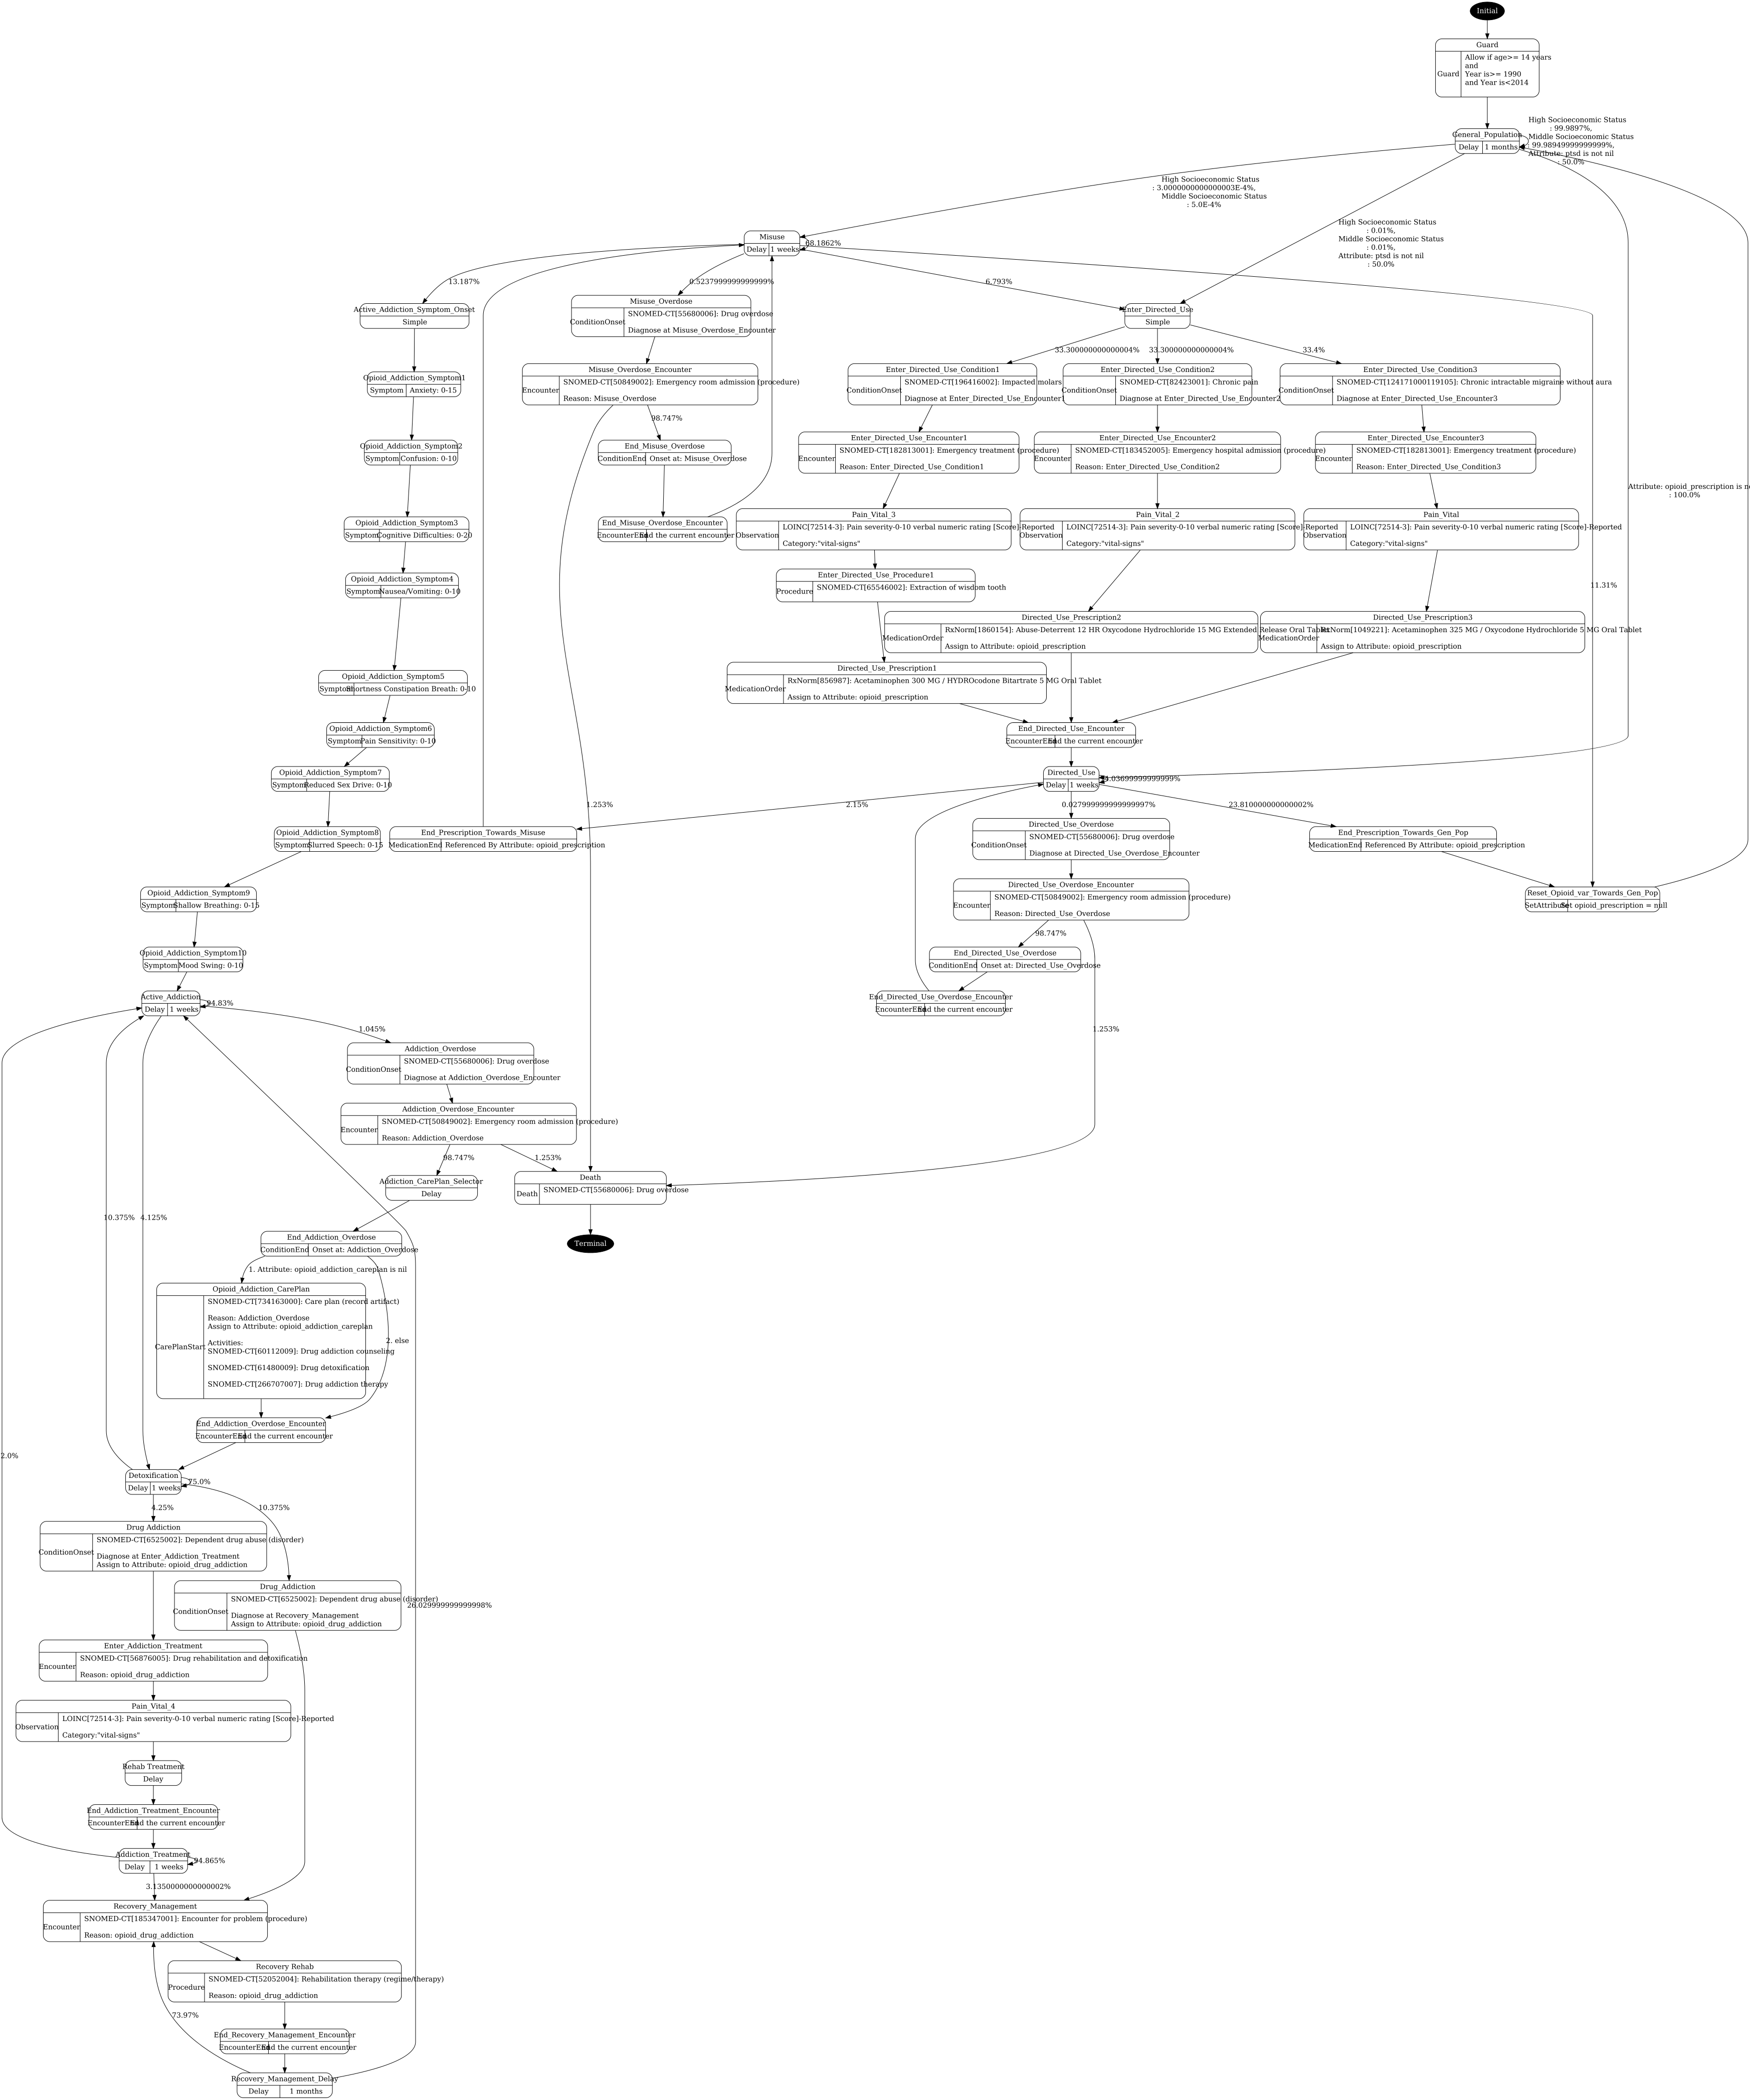 Initial
Guard
Guard
Allow if age>= 14 years
and
Year is>= 1990
and Year is<2014
General_Population
Delay
1 months
High Socioeconomic Status
: 99.9897%,
Middle Socioeconomic Status
: 99.98949999999999%,
Attribute: ptsd is not nil
: 50.0%
High Socioeconomic Status
: 3.0000000000000003E-4%,
Middle Socioeconomic Status
: 5.0E-4%
High Socioeconomic Status
: 0.01%,
Middle Socioeconomic Status
: 0.01%,
Attribute: ptsd is not nil
: 50.0%
Misuse
Delay
1 weeks
68.1862%
13.187%
0.5237999999999999%
6.793%
Active_Addiction_Symptom_Onset
Simple
Misuse_Overdose
ConditionOnset
SNOMED-CT[55680006]: Drug overdose
Diagnose at Misuse_Overdose_Encounter
Enter_Directed_Use
Simple
33.300000000000004%
33.300000000000004%
33.4%
Opioid_Addiction_Symptom1
Symptom
Anxiety: 0-15
Misuse_Overdose_Encounter
Encounter
SNOMED-CT[50849002]: Emergency room admission (procedure)
Reason: Misuse_Overdose
Enter_Directed_Use_Condition1
ConditionOnset
SNOMED-CT[196416002]: Impacted molars
Diagnose at Enter_Directed_Use_Encounter1
Enter_Directed_Use_Condition2
ConditionOnset
SNOMED-CT[82423001]: Chronic pain
Diagnose at Enter_Directed_Use_Encounter2
Enter_Directed_Use_Condition3
ConditionOnset
SNOMED-CT[124171000119105]: Chronic intractable migraine without aura
Diagnose at Enter_Directed_Use_Encounter3
98.747%
Opioid_Addiction_Symptom2
Symptom
Confusion: 0-10
End_Misuse_Overdose
ConditionEnd
Onset at: Misuse_Overdose
Enter_Directed_Use_Encounter1
Encounter
SNOMED-CT[182813001]: Emergency treatment (procedure)
Reason: Enter_Directed_Use_Condition1
Enter_Directed_Use_Encounter2
Encounter
SNOMED-CT[183452005]: Emergency hospital admission (procedure)
Reason: Enter_Directed_Use_Condition2
Enter_Directed_Use_Encounter3
Encounter
SNOMED-CT[182813001]: Emergency treatment (procedure)
Reason: Enter_Directed_Use_Condition3
Attribute: opioid_prescription is
: 100.0%
Opioid_Addiction_Symptom3
Symptom
Cognitive Difficulties: 0-20
End_Misuse_Overdose_Encounter
EncounterEnd
End the current encounter
Pain_Vital_3
Observation
LOINC[72514-3]: Pain severity-0-10 verbal numeric rating [Score]-Reported
Category:"vital-signs"
Pain_Vital_2
Observation
LOINC[72514-3]: Pain severity-0-10 verbal numeric rating [Score]-Reported
Category:"vital-signs"
Pain_Vital
Observation
LOINC[72514-3]: Pain severity-0-10 verbal numeric rating [Score]-Reported
Category:"vital-signs"
Opioid_Addiction_Symptom4
Symptom
Nausea/Vomiting: 0-10
Enter_Directed_Use_Procedure1
Procedure
SNOMED-CT[65546002]: Extraction of wisdom tooth
11.31%
Directed_Use_Prescription2
MedicationOrder
RxNorm[1860154]: Abuse-Deterrent 12 HR Oxycodone Hydrochloride 15 MG Extended Release Oral Tablet
Assign to Attribute: opioid_prescription
Directed_Use_Prescription3
MedicationOrder
RxNorm[1049221]: Acetaminophen 325 MG / Oxycodone Hydrochloride 5 MG Oral Tablet
Assign to Attribute: opioid_prescription
Opioid_Addiction_Symptom5
Symptom
Shortness Constipation Breath: 0-10
Directed_Use_Prescription1
MedicationOrder
RxNorm[856987]: Acetaminophen 300 MG / HYDROcodone Bitartrate 5 MG Oral Tablet
Assign to Attribute: opioid_prescription
Opioid_Addiction_Symptom6
Symptom
Pain Sensitivity: 0-10
End_Directed_Use_Encounter
EncounterEnd
End the current encounter
Opioid_Addiction_Symptom7
Symptom
Reduced Sex Drive: 0-10
Directed_Use
Delay
1 weeks
1.253%
2.15%
0.027999999999999997%
23.810000000000002%
Opioid_Addiction_Symptom8
Symptom
Slurred Speech: 0-15
End_Prescription_Towards_Misuse
MedicationEnd
Referenced By Attribute: opioid_prescription
Directed_Use_Overdose
ConditionOnset
SNOMED-CT[55680006]: Drug overdose
Diagnose at Directed_Use_Overdose_Encounter
End_Prescription_Towards_Gen_Pop
MedicationEnd
Referenced By Attribute: opioid_prescription
Opioid_Addiction_Symptom9
Symptom
Shallow Breathing: 0-15
Directed_Use_Overdose_Encounter
Encounter
SNOMED-CT[50849002]: Emergency room admission (procedure)
Reason: Directed_Use_Overdose
Reset_Opioid_var_Towards_Gen_Pop
SetAttribute
Set opioid_prescription = null
98.747%
Opioid_Addiction_Symptom10
Symptom
Mood Swing: 0-10
End_Directed_Use_Overdose
ConditionEnd
Onset at: Directed_Use_Overdose
Active_Addiction
Delay
1 weeks
94.83%
End_Directed_Use_Overdose_Encounter
EncounterEnd
End the current encounter
1.045%
1.253%
Addiction_Overdose
ConditionOnset
SNOMED-CT[55680006]: Drug overdose
Diagnose at Addiction_Overdose_Encounter
Addiction_Overdose_Encounter
Encounter
SNOMED-CT[50849002]: Emergency room admission (procedure)
Reason: Addiction_Overdose
98.747%
1.253%
Addiction_CarePlan_Selector
Delay
Death
Death
SNOMED-CT[55680006]: Drug overdose
10.375%
4.125%
End_Addiction_Overdose
ConditionEnd
Onset at: Addiction_Overdose
Terminal
1. Attribute: opioid_addiction_careplan is nil
Opioid_Addiction_CarePlan
CarePlanStart
SNOMED-CT[734163000]: Care plan (record artifact)
Reason: Addiction_Overdose
Assign to Attribute: opioid_addiction_careplan
Activities:
SNOMED-CT[60112009]: Drug addiction counseling
SNOMED-CT[61480009]: Drug detoxification
SNOMED-CT[266707007]: Drug addiction therapy
2. else
End_Addiction_Overdose_Encounter
EncounterEnd
End the current encounter
2.0%
Detoxification
Delay
1 weeks
75.0%
4.25%
10.375%
Drug Addiction
ConditionOnset
SNOMED-CT[6525002]: Dependent drug abuse (disorder)
Diagnose at Enter_Addiction_Treatment
Assign to Attribute: opioid_drug_addiction
Drug_Addiction
ConditionOnset
SNOMED-CT[6525002]: Dependent drug abuse (disorder)
Diagnose at Recovery_Management
Assign to Attribute: opioid_drug_addiction
26.029999999999998%
Enter_Addiction_Treatment
Encounter
SNOMED-CT[56876005]: Drug rehabilitation and detoxification
Reason: opioid_drug_addiction
Pain_Vital_4
Observation
LOINC[72514-3]: Pain severity-0-10 verbal numeric rating [Score]-Reported
Category:"vital-signs"
Rehab Treatment
Delay
End_Addiction_Treatment_Encounter
EncounterEnd
End the current encounter
Addiction_Treatment
Delay
1 weeks
94.865%
3.1350000000000002%
Recovery_Management
Encounter
SNOMED-CT[185347001]: Encounter for problem (procedure)
Reason: opioid_drug_addiction
Recovery Rehab
Procedure
SNOMED-CT[52052004]: Rehabilitation therapy (regime/therapy)
Reason: opioid_drug_addiction
73.97%
End_Recovery_Management_Encounter
EncounterEnd
End the current encounter
Recovery_Management_Delay
Delay
1 months